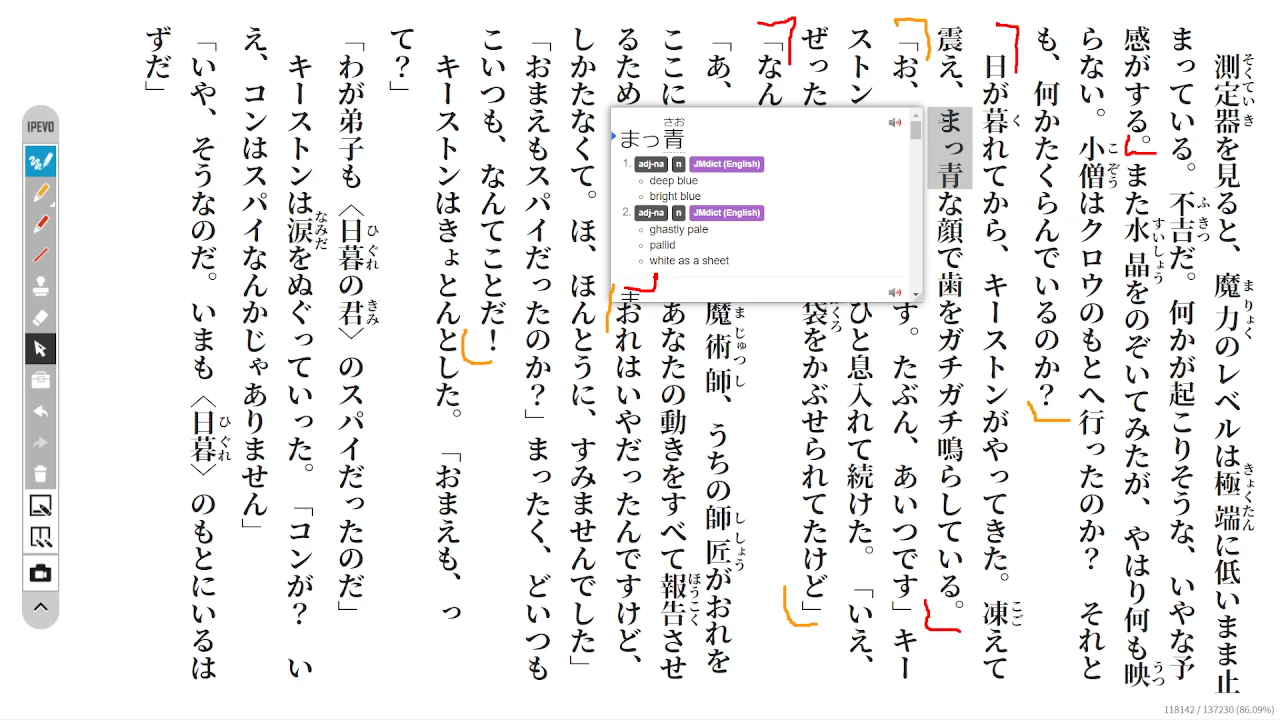 測定器を見ると、魔力のレベルは極端に低いまま止
まっている。不吉だ。何かが起こりそうな、いやな予
感がする。また水晶をのぞいてみたが、やはり何も映
らない。小僧はクロウのもとへ行ったのか？　それと
も、何かたくらんでいるのか？
日が暮れてから、キーストンがやってきた。凍えて
震え、まっ青な顔で歯をガチガチ鳴らしている。
「お、
す。たぶん、あいつです」キー
ストン
ひと息入れて続けた。「いえ、
ぜった
袋をかぶせられてたけど」
「なん
「あ、
魔術師、うちの師匠がおれを
ここに
あなたの動きをすべて報告させ
るため
おれはいやだったんですけど、
しかたなくて。ほ、ほんとうに、すみませんでした」
「おまえもスパイだったのか？」まったく、どいつも
こいつも、なんてことだ！
キーストンはきょとんとした。「おまえも、っ
て？」
「わが弟子も〈日暮の君〉のスパイだったのだ」
キーストンは涙をぬぐっていった。「コンが？　い
え、コンはスパイなんかじゃありません」
「いや、そうなのだ。いまも〈日暮〉のもとにいるは
ずだ」
まっ青
さお
1. adj-na n JMdict (English)
deep blue
bright blue
2. adj-na n JMdict (English)
ghastly pale
pallid
white as a sheet
IPEVO
118142 / 137230 (86.09%)